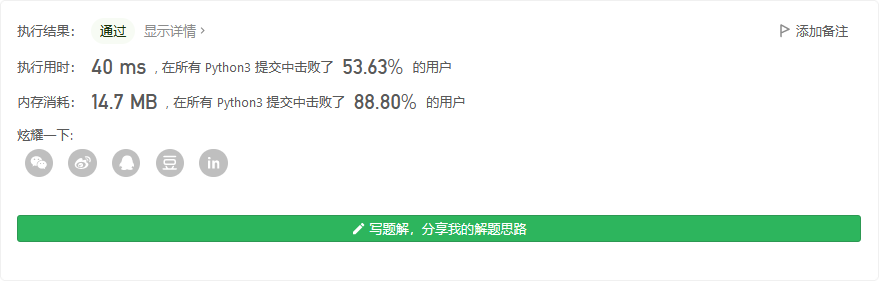 执行结果: 通过 显示详情 › 添加备注
执行用时: 40 ms , 在所有 Python3 提交中击败了 53.63% 的用户
内存消耗: 14.7 MB , 在所有 Python3 提交中击败了 88.80% 的用户
炫耀一下:
豆 in
写题解, 分享我的解题思路